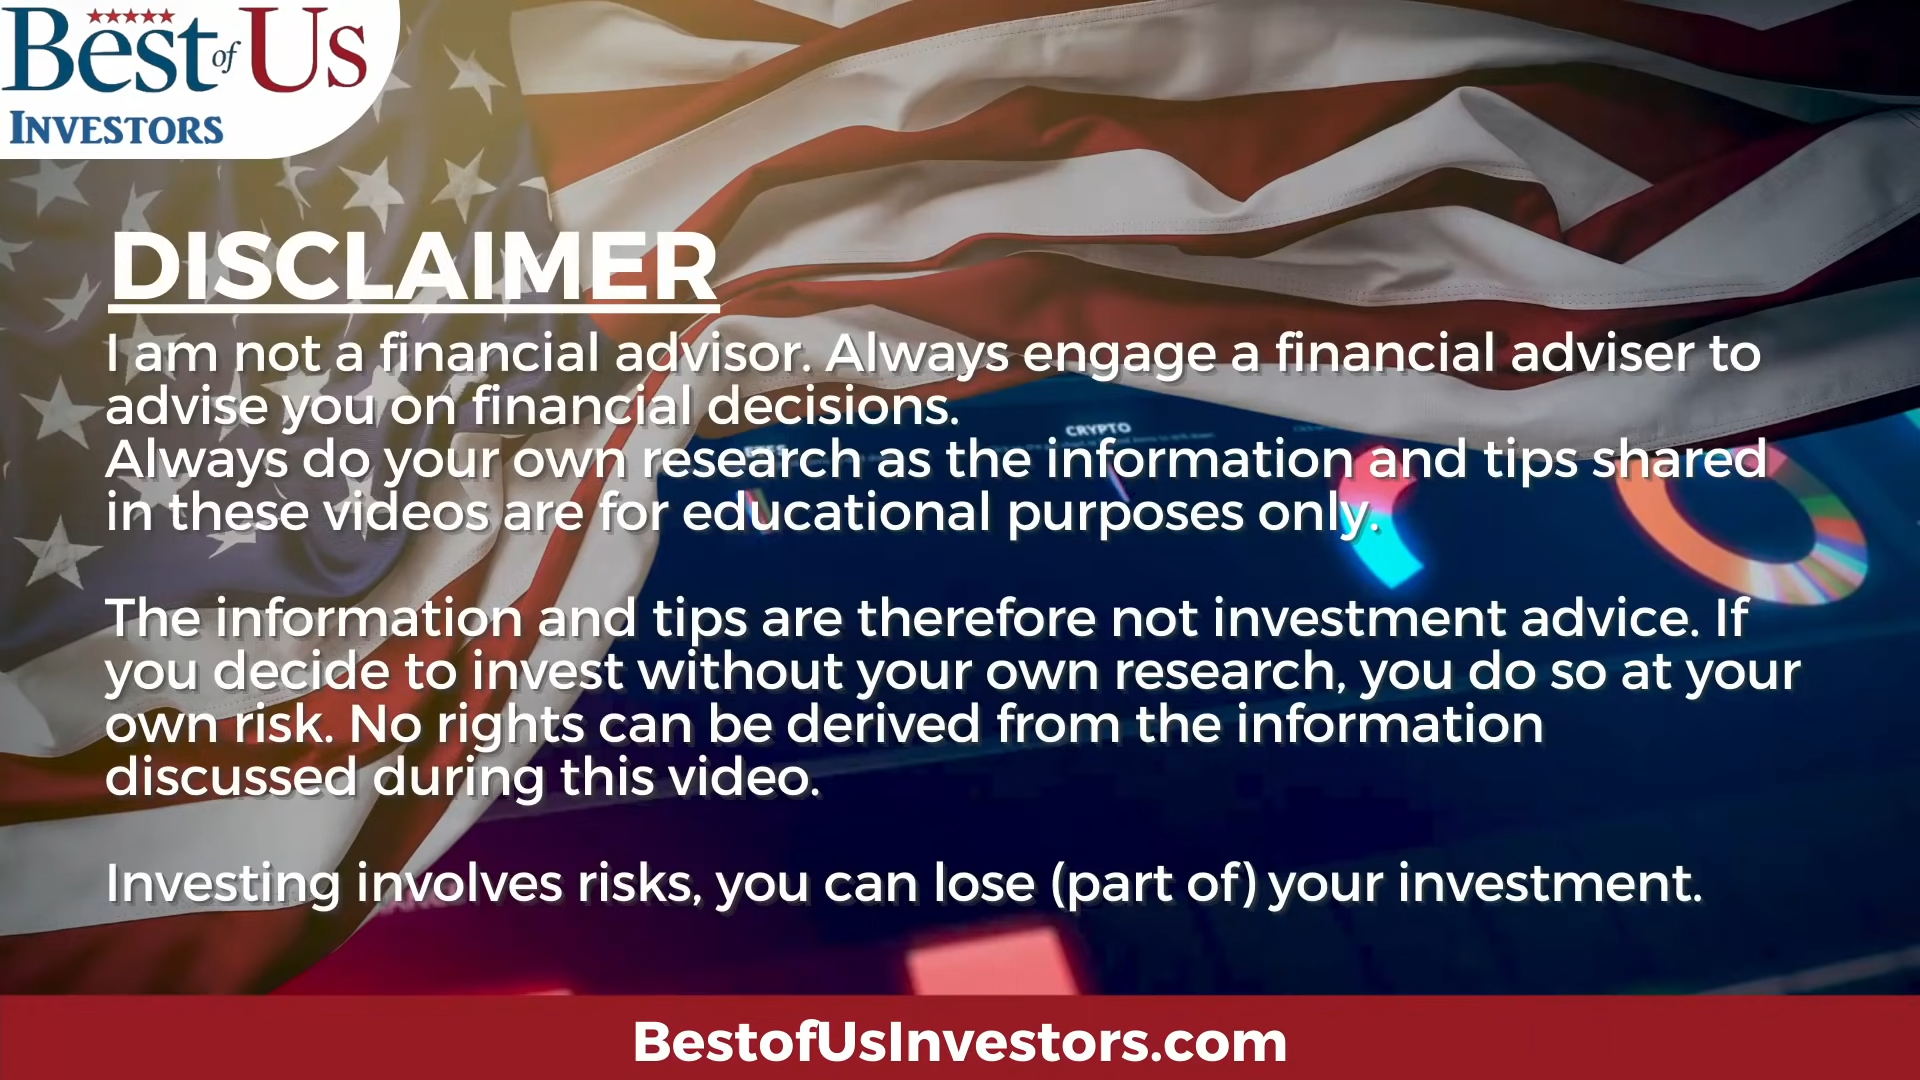 Best of Us
INVESTORS
DISCLAIMER
I am not a financial advisor. Always engage a financial adviser to
advise you on financial decisions.
CRYPTO
Always do your own research as the information and tips shared
in these videos are for educational purposes only.
The information and tips are therefore not investment advice. If
you decide to invest without your own research, you do so at your
own risk. No rights can be derived from the information
discussed during this video.
Investing involves risks, you can lose (part of) your investment.
BestofUsInvestors.com